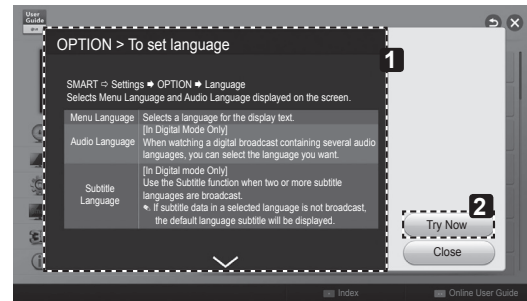 User
Guide
OPTION > To set language
1
SMART ⇨ Settings ➡ OPTION ➡ Language
Selects Menu Language and Audio Language displayed on the screen.
Menu Language Selects a language for the display text.
Audio Language [In Digital Mode Only]
When watching a digital broadcast containing several audio
languages, you can select the language you want.
Subtitle
Language
[In Digital mode Only]
Use the Subtitle function when two or more subtitle
languages are broadcast.
If subtitle data in a selected language is not broadcast,
the default language subtitle will be displayed.
2
Try Now
Close
Index
Online User Guide